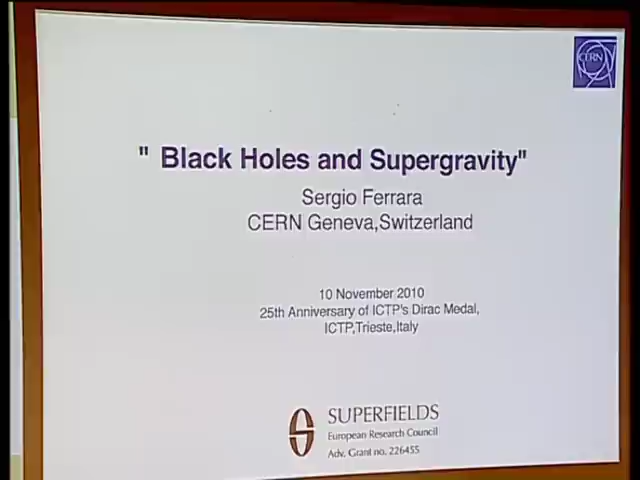 CERN
" Black Holes and Supergravity"
Sergio Ferrara
CERN Geneva,Switzerland
10 November 2010
25th Anniversary of ICTP's Dirac Medal,
ICTP,Trieste,Italy
SUPERFIELDS
European Research Council
Adv. Grant no. 226455